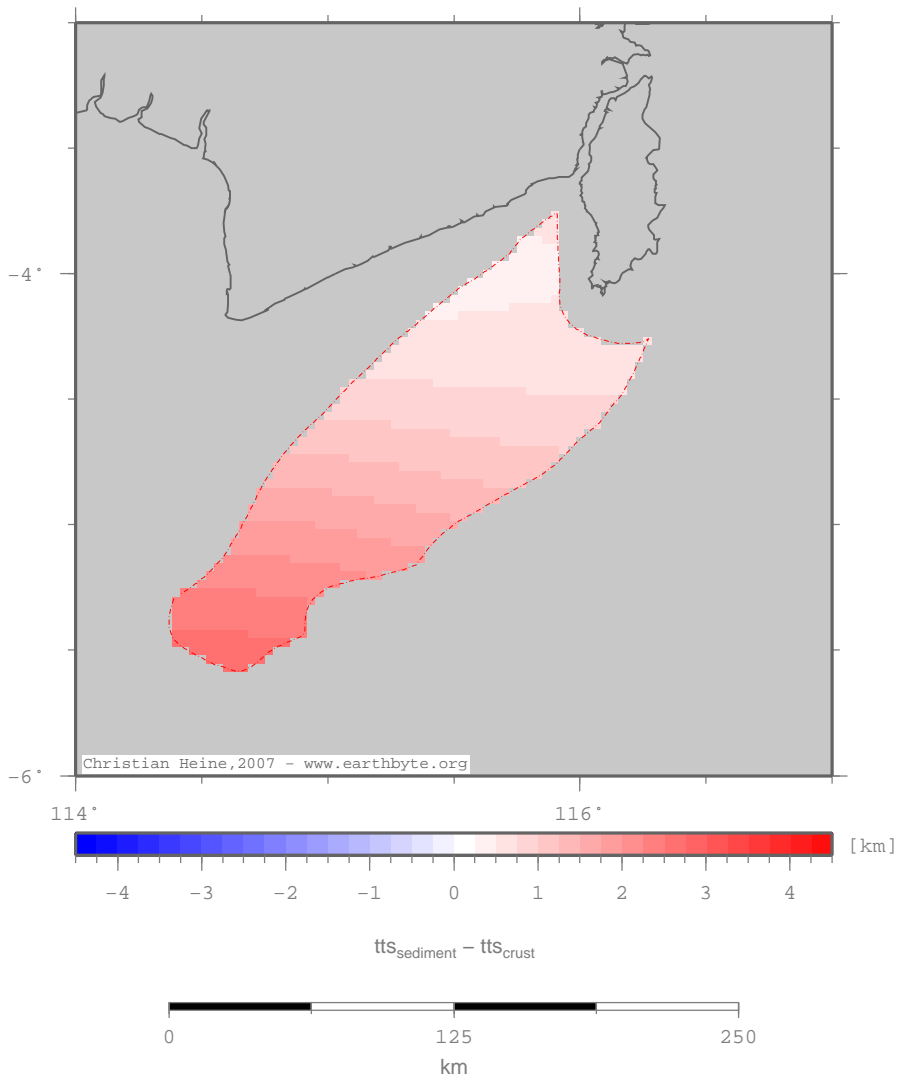 −4°
−6°
Christian Heine,2007 − www.earthbyte.org
114° 116°
[km]
−4 −3 −2 −1 0 1 2 3 4
tts_sediment − tts_crust
0 125 250
km